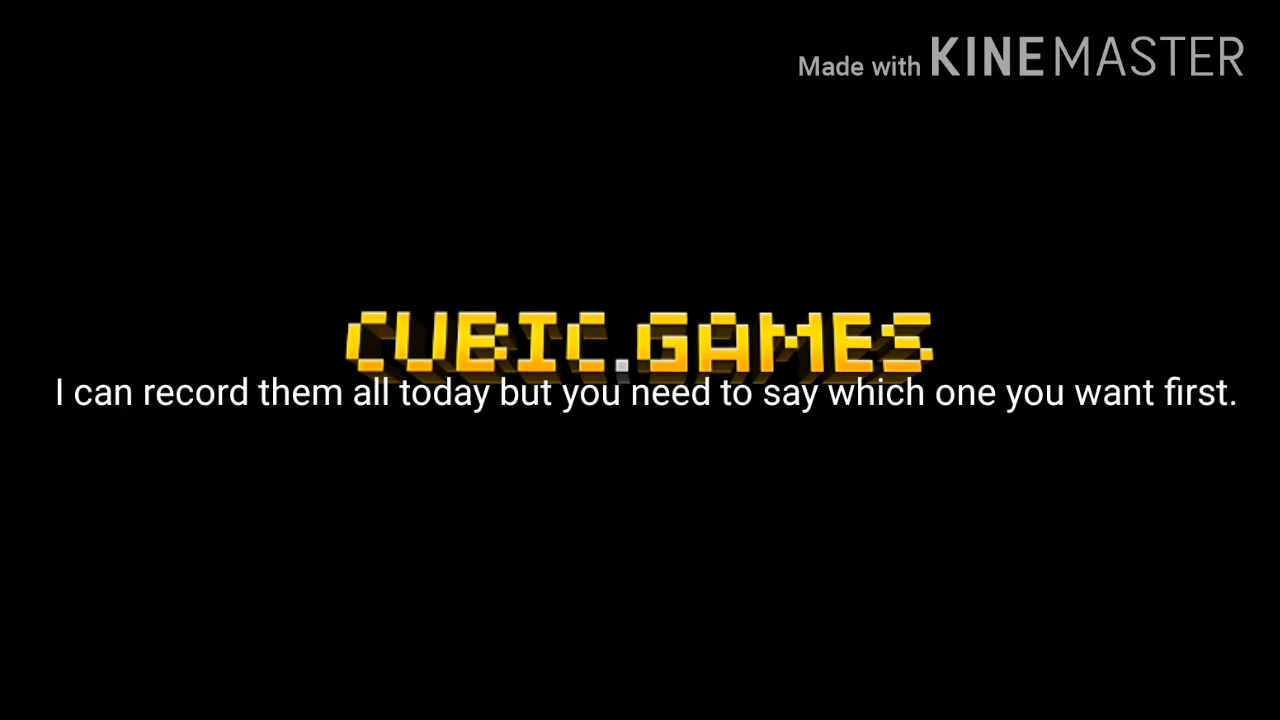 Made with KINEMASTER
CUBIC.GAMES
I can record them all today but you need to say which one you want first.